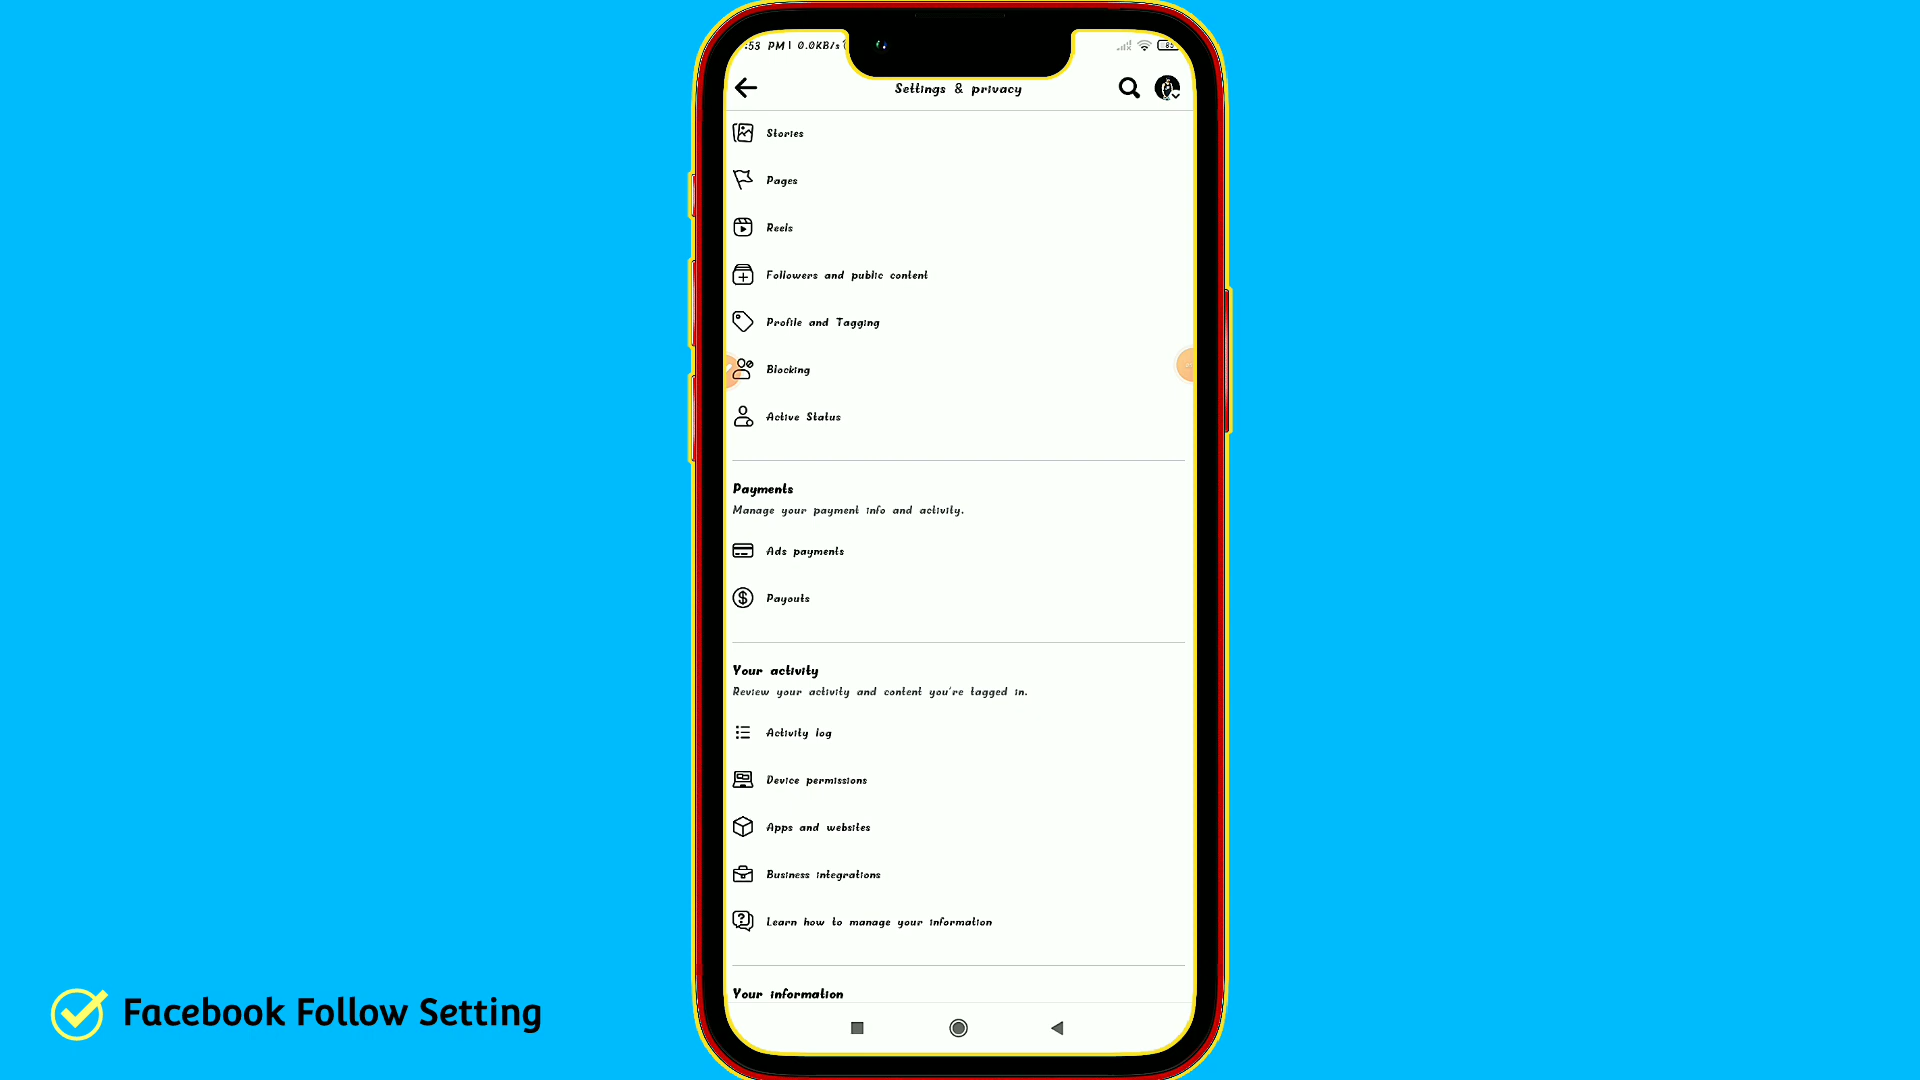 :53 PM | 0.0KB/s
85
Settings & privacy
Stories
Pages
Reels
Followers and public content
Profile and Tagging
Blocking
Active Status
Payments
Manage your payment info and activity.
Ads payments
Payouts
Your activity
Review your activity and content you're tagged in.
Activity log
Device permissions
Apps and websites
Business integrations
Learn how to manage your information
Your information
Facebook Follow Setting